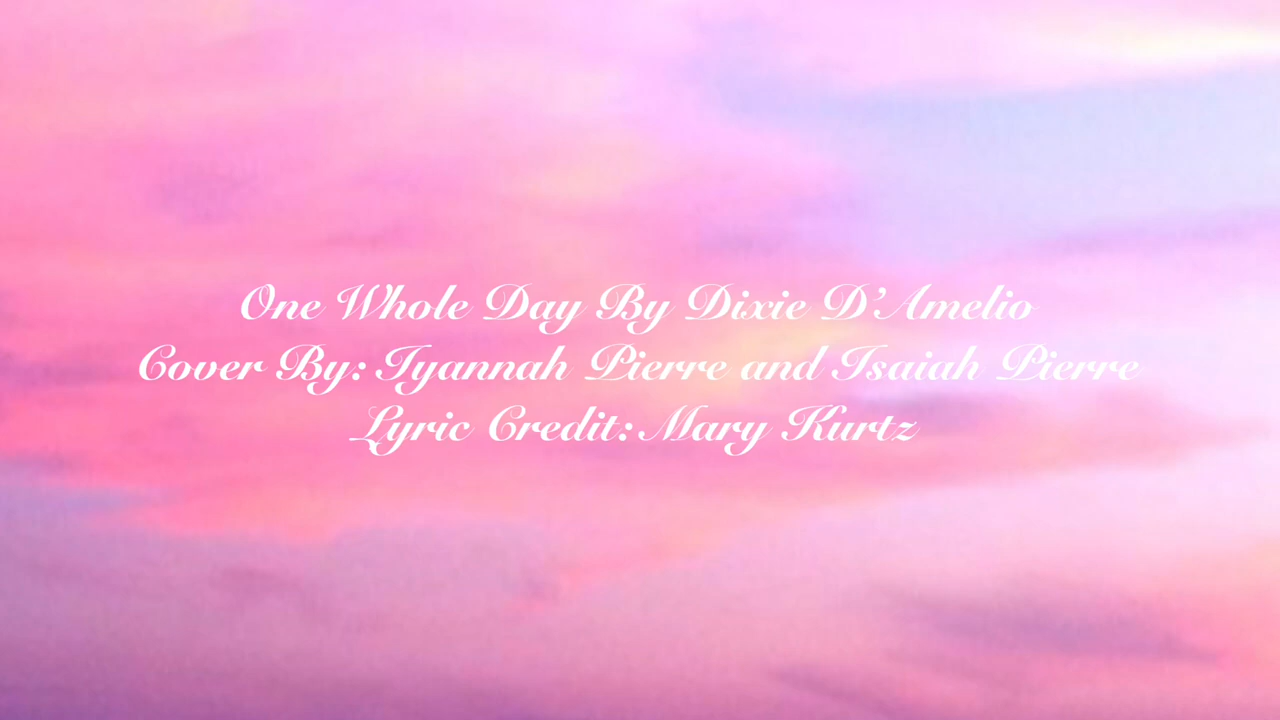 One Whole Day By Dixie D’Amelio
Cover By: Iyannah Pierre and Isaiah Pierre
Lyric Credit: Mary Kurtz